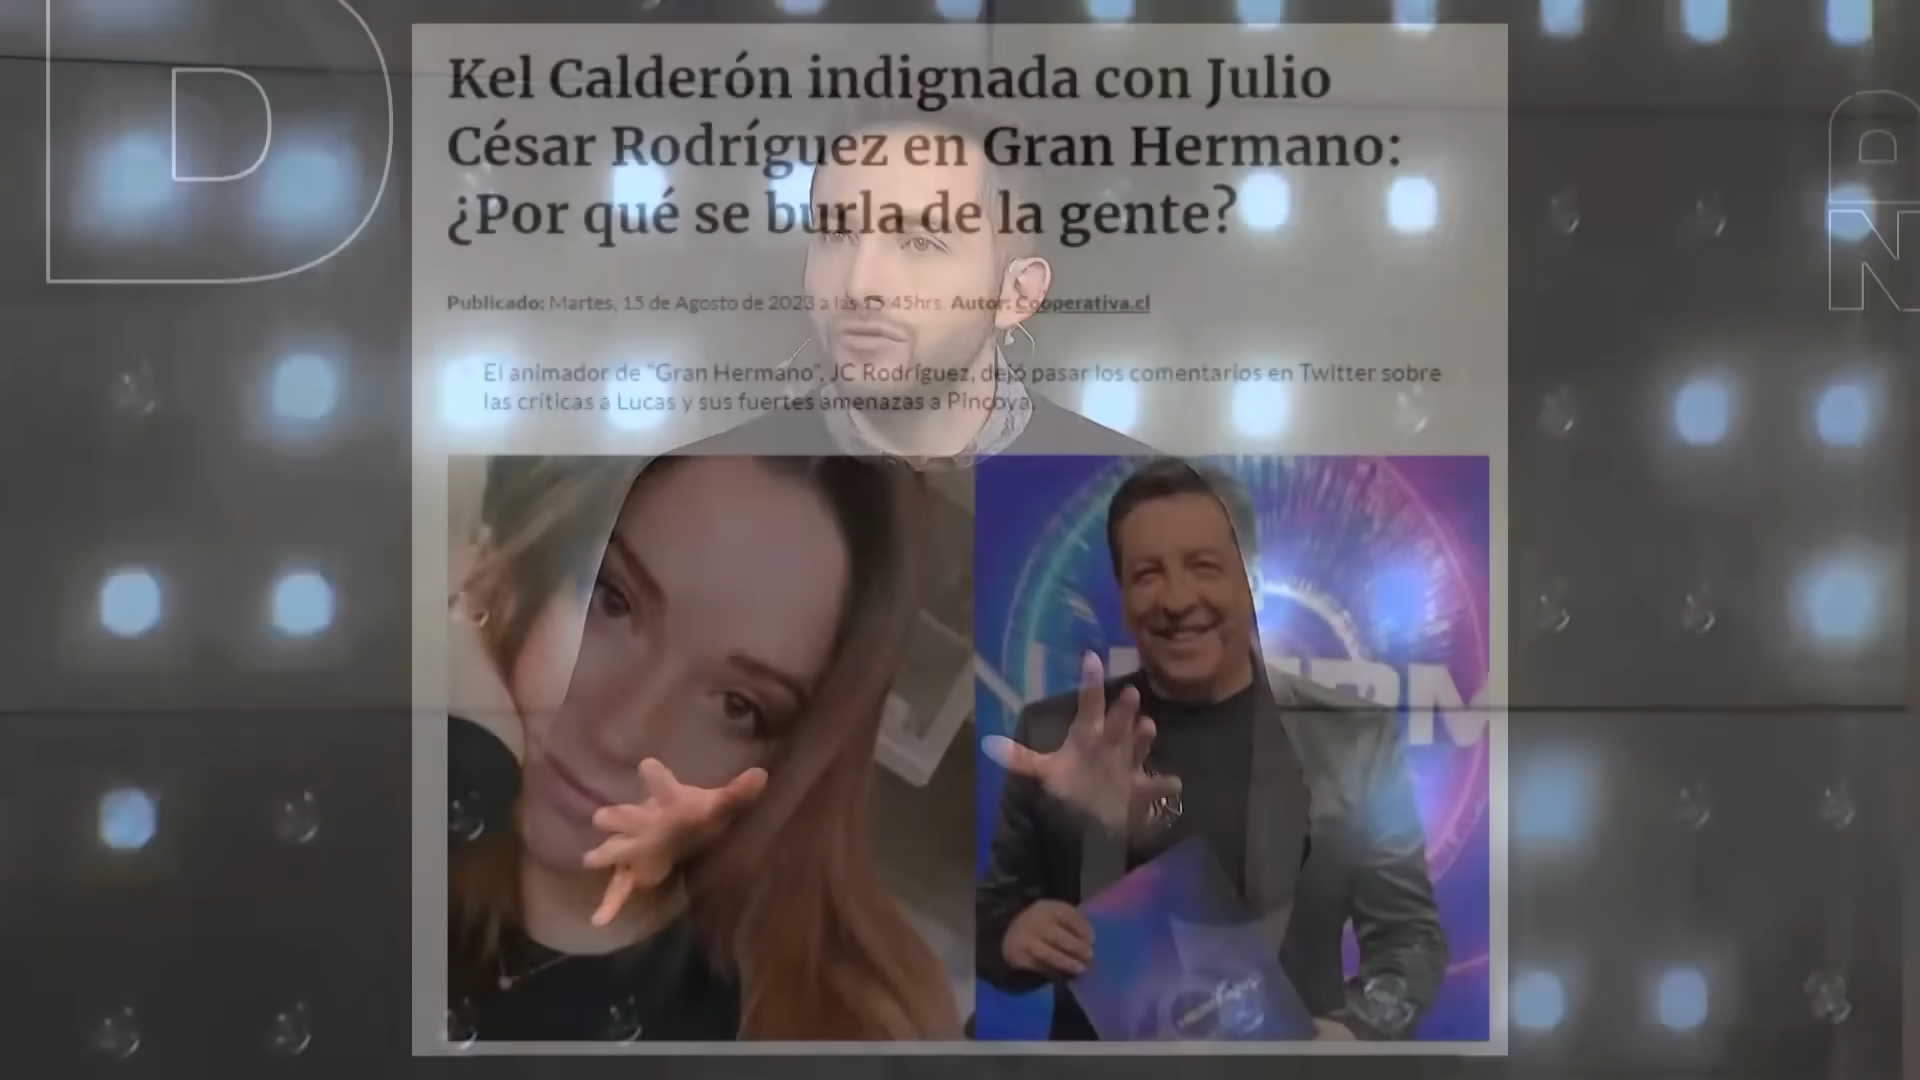 Kel Calderón indignada con Julio
César Rodríguez en Gran Hermano:
¿Por qué se burla de la gente?
Publicado: Martes, 15 de Agosto de 2023 a las 15:45hrs. Autor: Cooperativa.cl
El animador de "Gran Hermano", JC Rodríguez, dejó pasar los comentarios en Twitter sobre
las críticas a Lucas y sus fuertes amenazas a Pincoya.